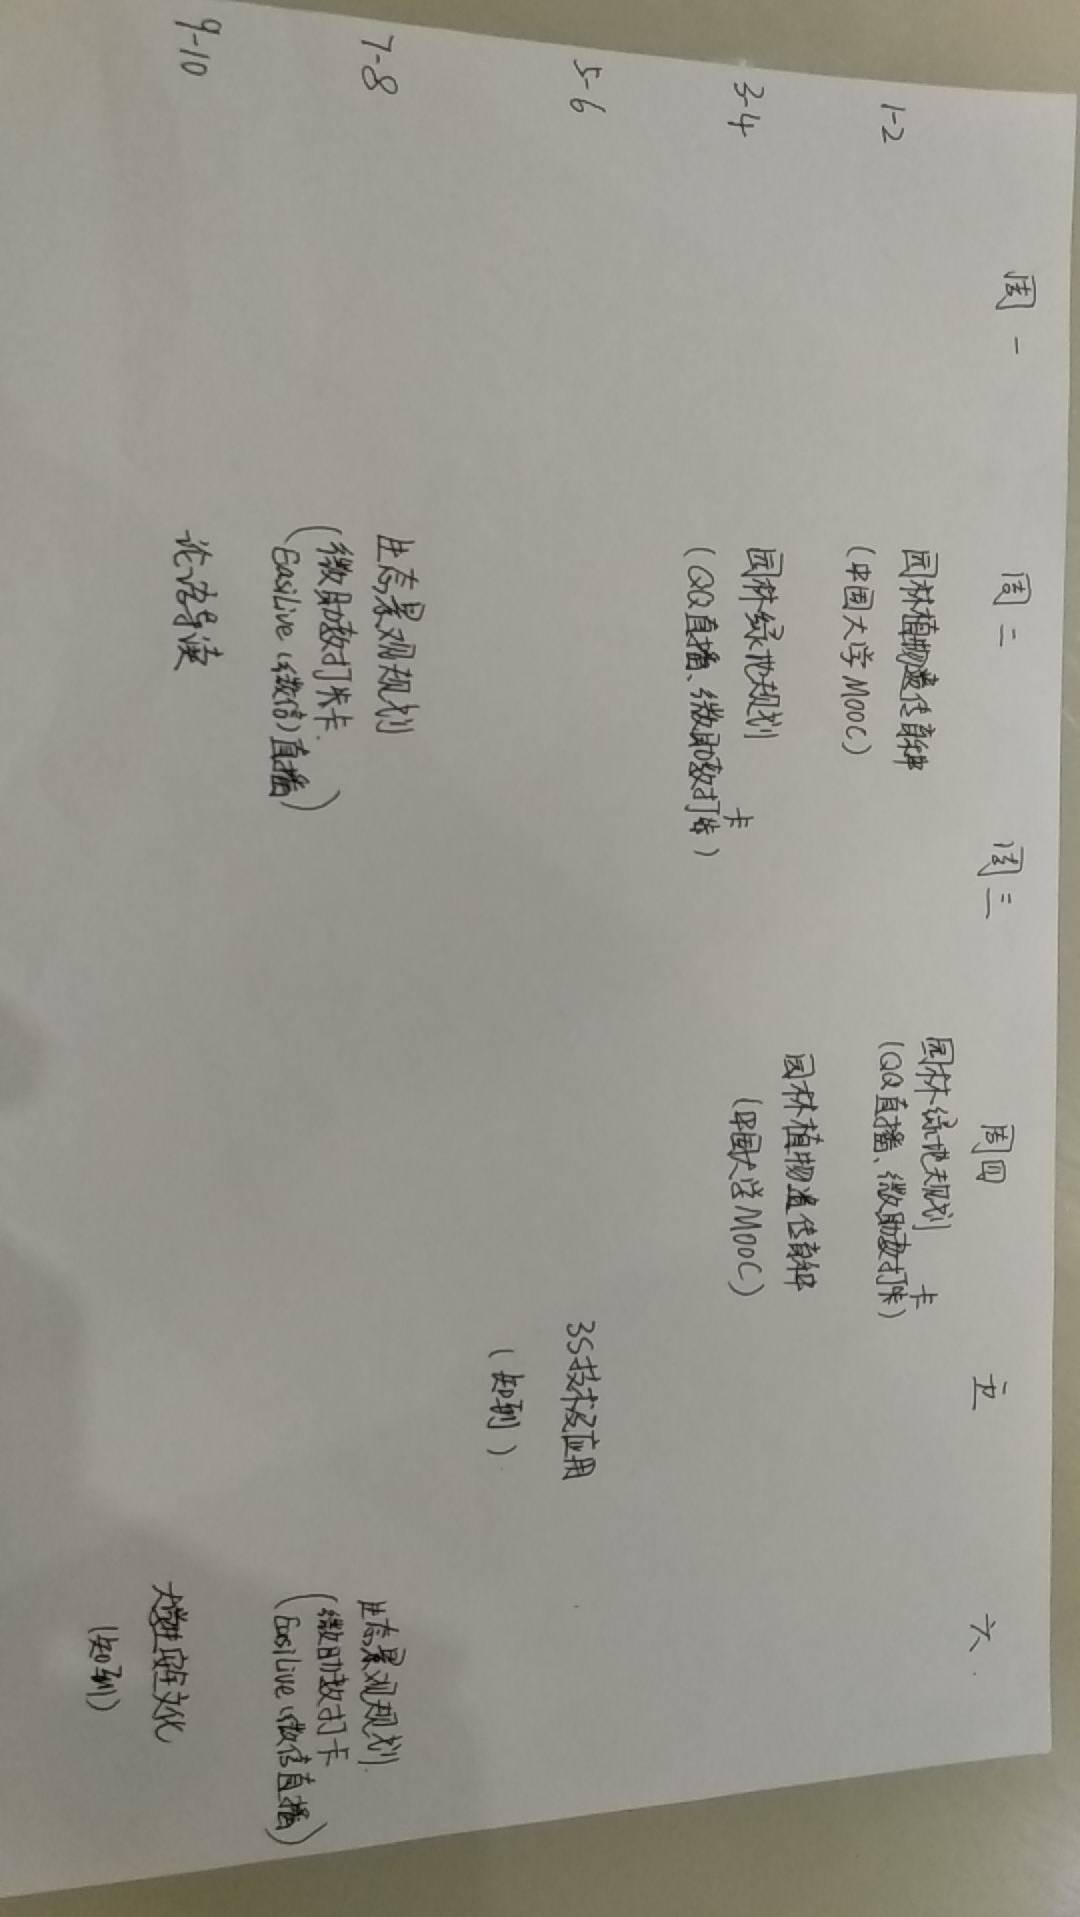 周一 周二 周三 周四 五 六
1-2
园林植物遗传育种
(中国大学MOOC)
园林绿地规划
(QQ直播、微助教打卡)
3-4
园林绿地规划
(QQ直播、微助教打卡)
园林植物遗传育种
(中国大学MOOC)
5-6
3S技术及应用
(知到)
7-8
生态景观规划
(微助教打卡
EasiLive(微信)直播)
生态景观规划
(微助教打卡
EasiLive(微信直播)
9-10
论语导读
大学生安全文化
(知到)